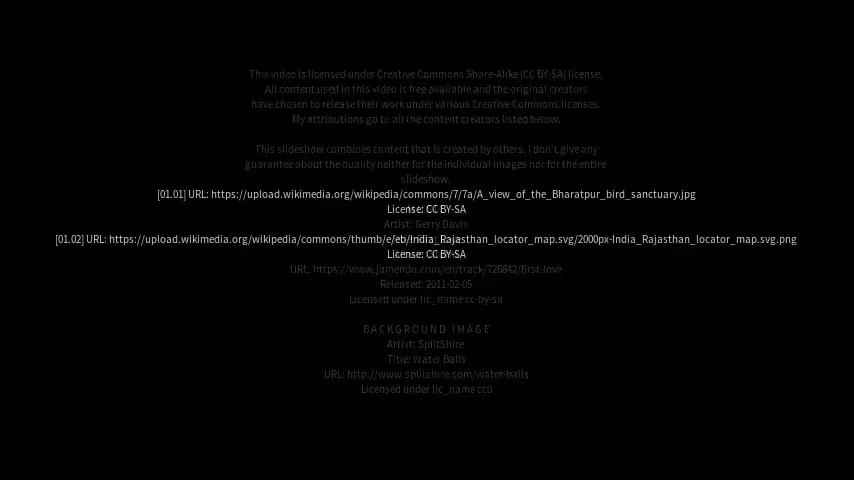 This video is licensed under Creative Commons Share-Alike (CC BY-SA) license.
All content used in this video is free available and the original creators
have chosen to release their work under various Creative Commons licenses.
My attributions go to all the content creators listed below.
This slideshow combines content that is created by others. I don't give any
guarantee about the quality neither for the individual images nor for the entire
slideshow.
[01.01] URL: https://upload.wikimedia.org/wikipedia/commons/7/7a/A_view_of_the_Bharatpur_bird_sanctuary.jpg
License: CC BY-SA
Artist: Gerry Davis
[01.02] URL: https://upload.wikimedia.org/wikipedia/commons/thumb/e/eb/India_Rajasthan_locator_map.svg/2000px-India_Rajasthan_locator_map.svg.png
License: CC BY-SA
URL: https://www.jamendo.com/en/track/726842/first-love
Released: 2011-02-05
Licensed under lic_name cc-by-sa
BACKGROUND IMAGE
Artist: SplitShire
Title: Water Balls
URL: http://www.splitshire.com/water-balls
Licensed under lic_name cc0